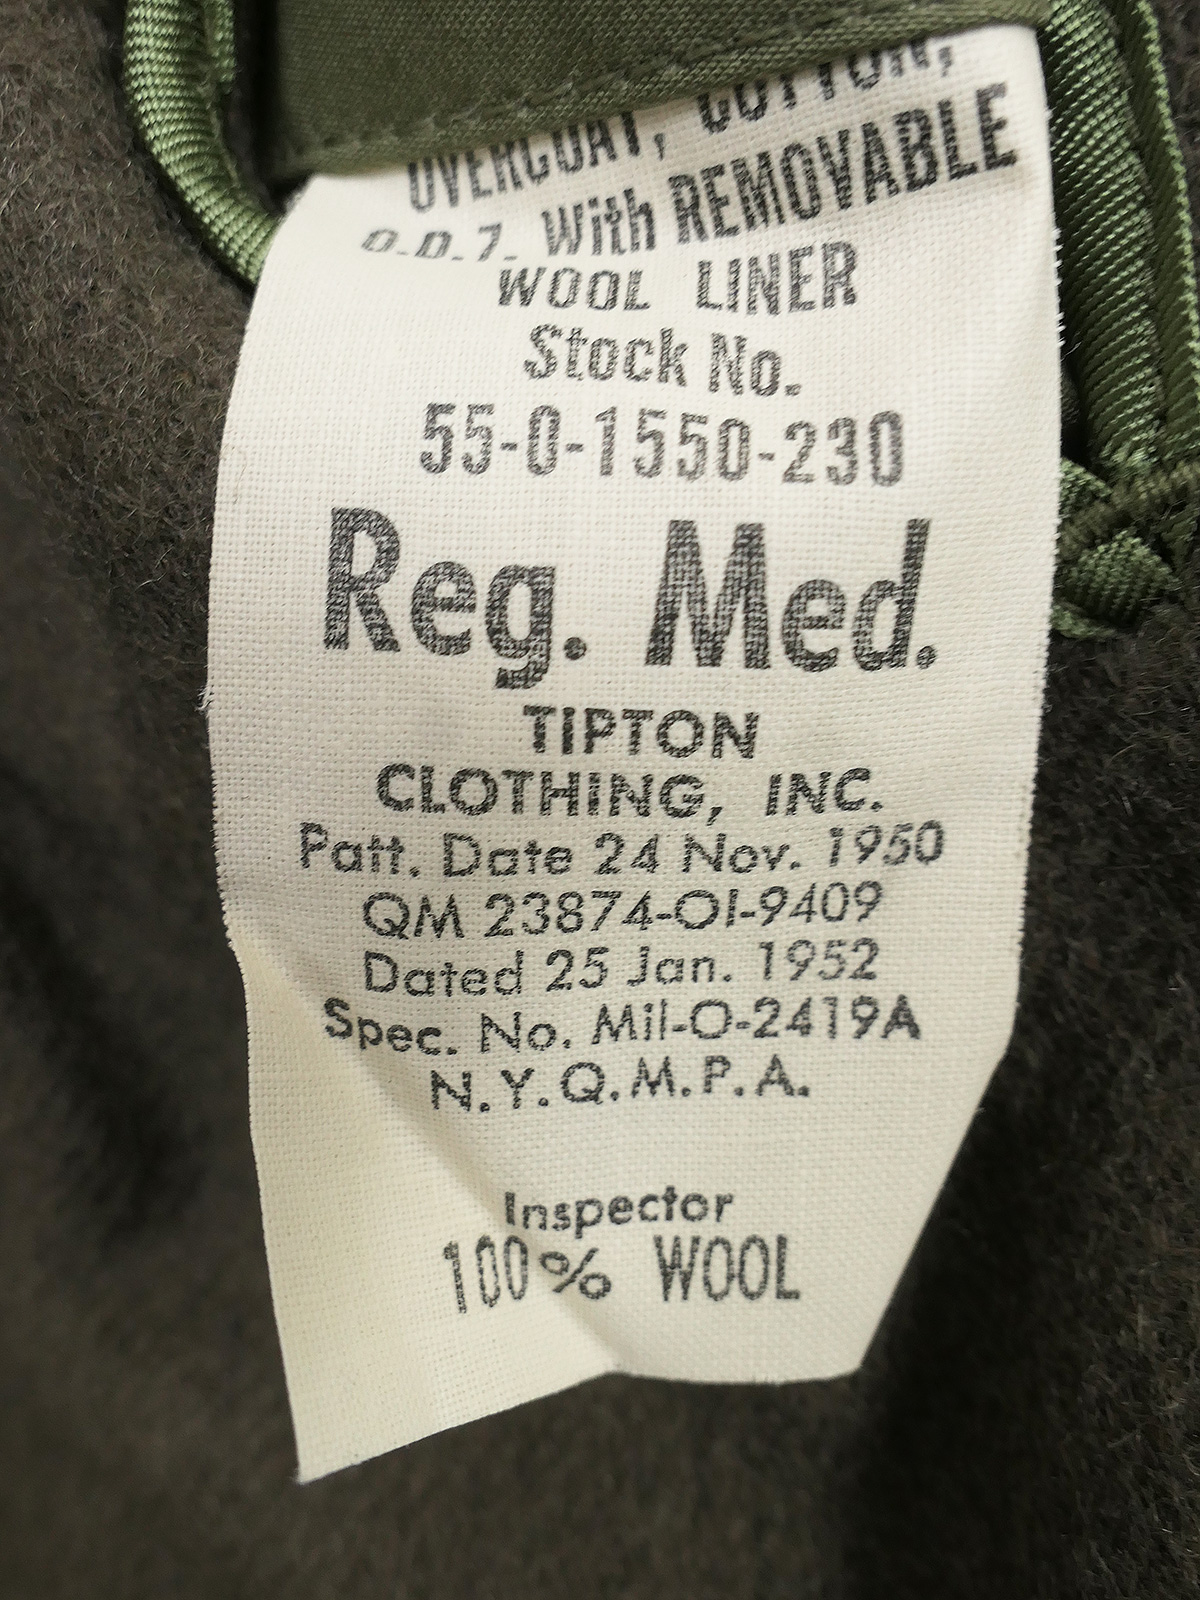 OVERCOAT, COTTON,
O.D.7. With REMOVABLE
WOOL LINER
Stock No.
55-0-1550-230
Reg. Med.
TIPTON
CLOTHING, INC.
Patt. Date 24 Nov. 1950
QM 23874-OI-9409
Dated 25 Jan. 1952
Spec. No. Mil-O-2419A
N.Y.Q.M.P.A.
Inspector
100% WOOL